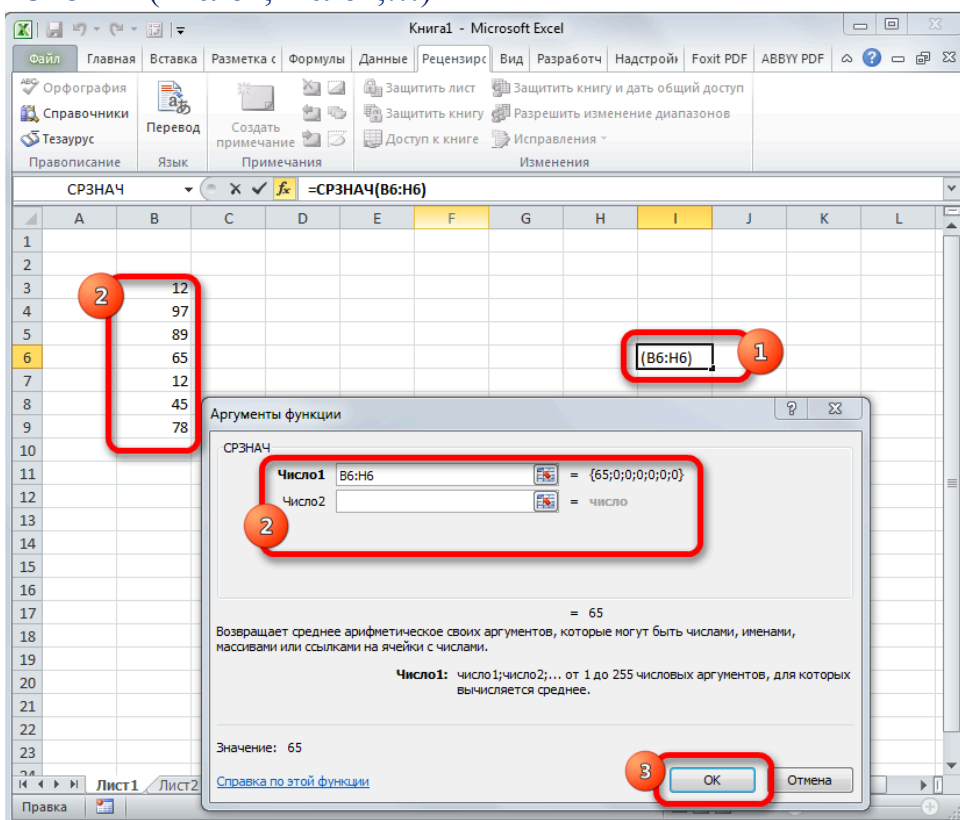 Книга1 - Microsoft Excel
Файл Главная Вставка Разметка с Формулы Данные Рецензирс Вид Разработч Надстройк Foxit PDF ABBYY PDF
ABC Орфография
Справочники
Тезаурус
Правописание
Перевод
Язык
Создать
примечание
Примечания
Защитить лист
Защитить книгу
Доступ к книге
Защитить книгу и дать общий доступ
Разрешить изменение диапазонов
Исправления
Изменения
СРЗНАЧ fx =СРЗНАЧ(B6:H6)
A B C D E F G H I J K L
1
2
3 12
4 97
5 89
6 65 (B6:H6)
7 12
8 45
9 78
10
11
12
13
14
15
16
17
18
19
20
21
22
23
24
2
1
Аргументы функции
СРЗНАЧ
Число1 B6:H6 = {65;0;0;0;0;0;0}
Число2 = число
2
= 65
Возвращает среднее арифметическое своих аргументов, которые могут быть числами, именами,
массивами или ссылками на ячейки с числами.
Число1: число1;число2;... от 1 до 255 числовых аргументов, для которых
вычисляется среднее.
Значение: 65
Справка по этой функции
3
ОК Отмена
Лист1 Лист2
Правка